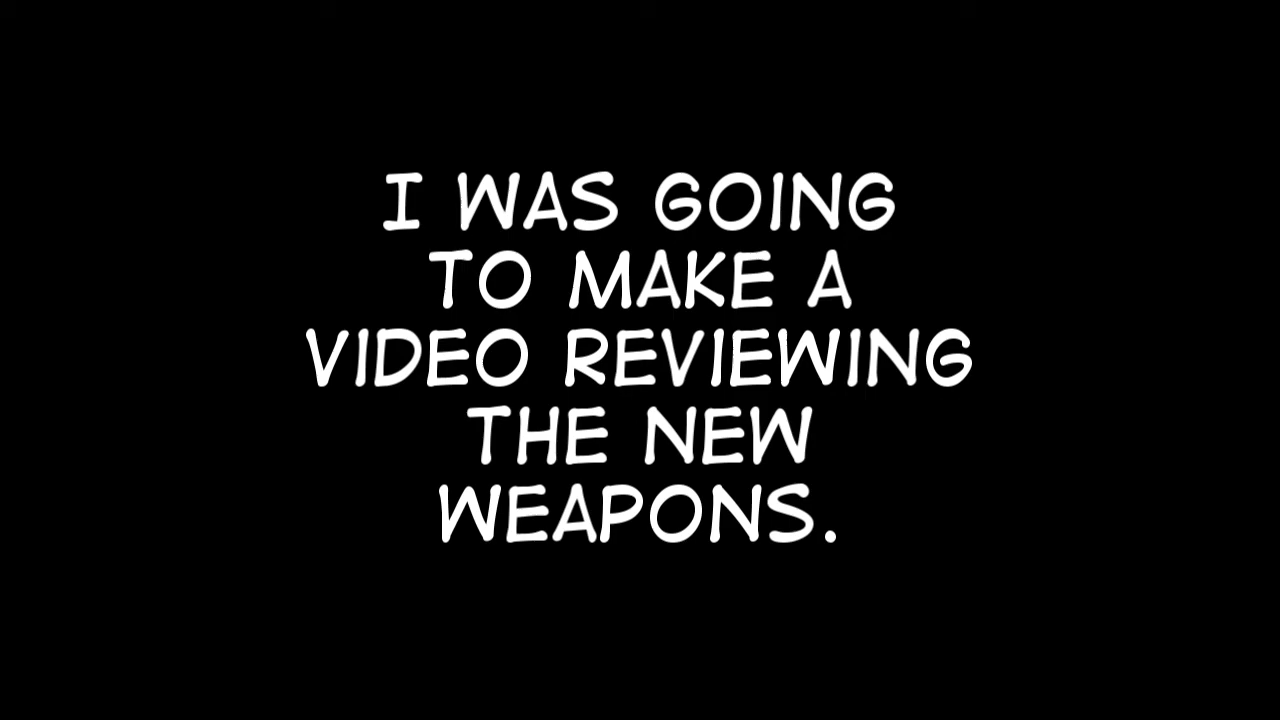 I WAS GOING
TO MAKE A
VIDEO REVIEWING
THE NEW
WEAPONS.